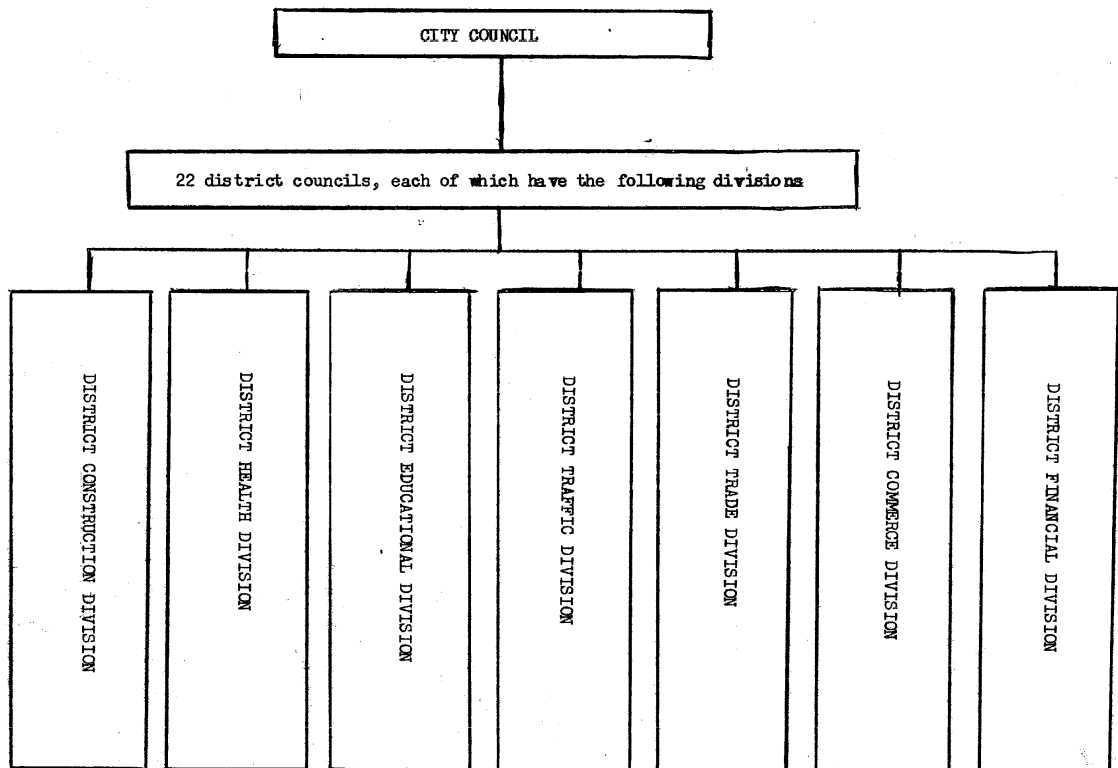 CITY COUNCIL
22 district councils, each of which have the following divisions
DISTRICT CONSTRUCTION DIVISION
DISTRICT HEALTH DIVISION
DISTRICT EDUCATIONAL DIVISION
DISTRICT TRAFFIC DIVISION
DISTRICT TRADE DIVISION
DISTRICT COMMERCE DIVISION
DISTRICT FINANCIAL DIVISION